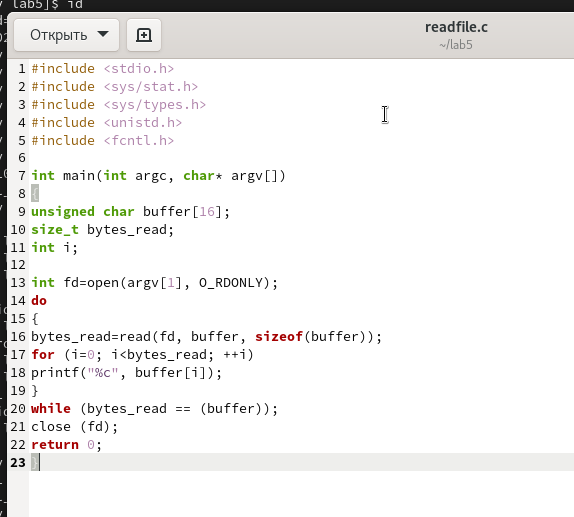 lab5]$ id
Открыть
readfile.c
~/lab5
1 #include <stdio.h>
2 #include <sys/stat.h>
3 #include <sys/types.h>
4 #include <unistd.h>
5 #include <fcntl.h>
6
7 int main(int argc, char* argv[])
8 {
9 unsigned char buffer[16];
10 size_t bytes_read;
11 int i;
12
13 int fd=open(argv[1], O_RDONLY);
14 do
15 {
16 bytes_read=read(fd, buffer, sizeof(buffer));
17 for (i=0; i<bytes_read; ++i)
18 printf("%c", buffer[i]);
19 }
20 while (bytes_read == (buffer));
21 close (fd);
22 return 0;
23 }